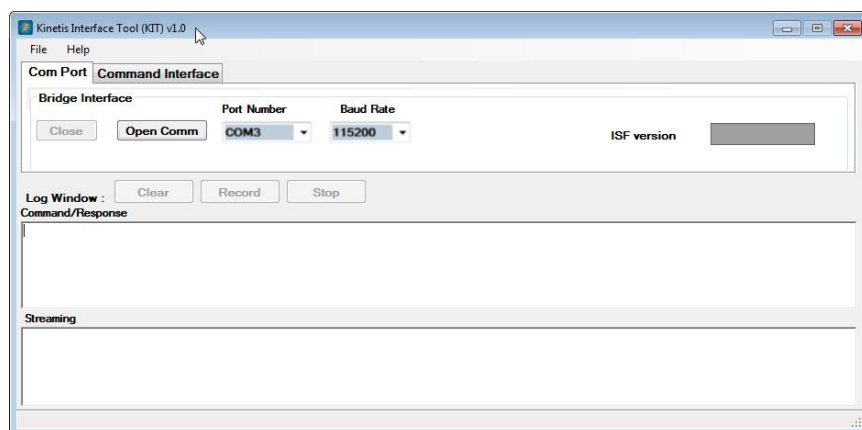 Kinetis Interface Tool (KIT) v1.0
File Help
Com Port Command Interface
Bridge Interface
Port Number Baud Rate
Close Open Comm COM3 115200 ISF version
Log Window : Clear Record Stop
Command/Response
Streaming